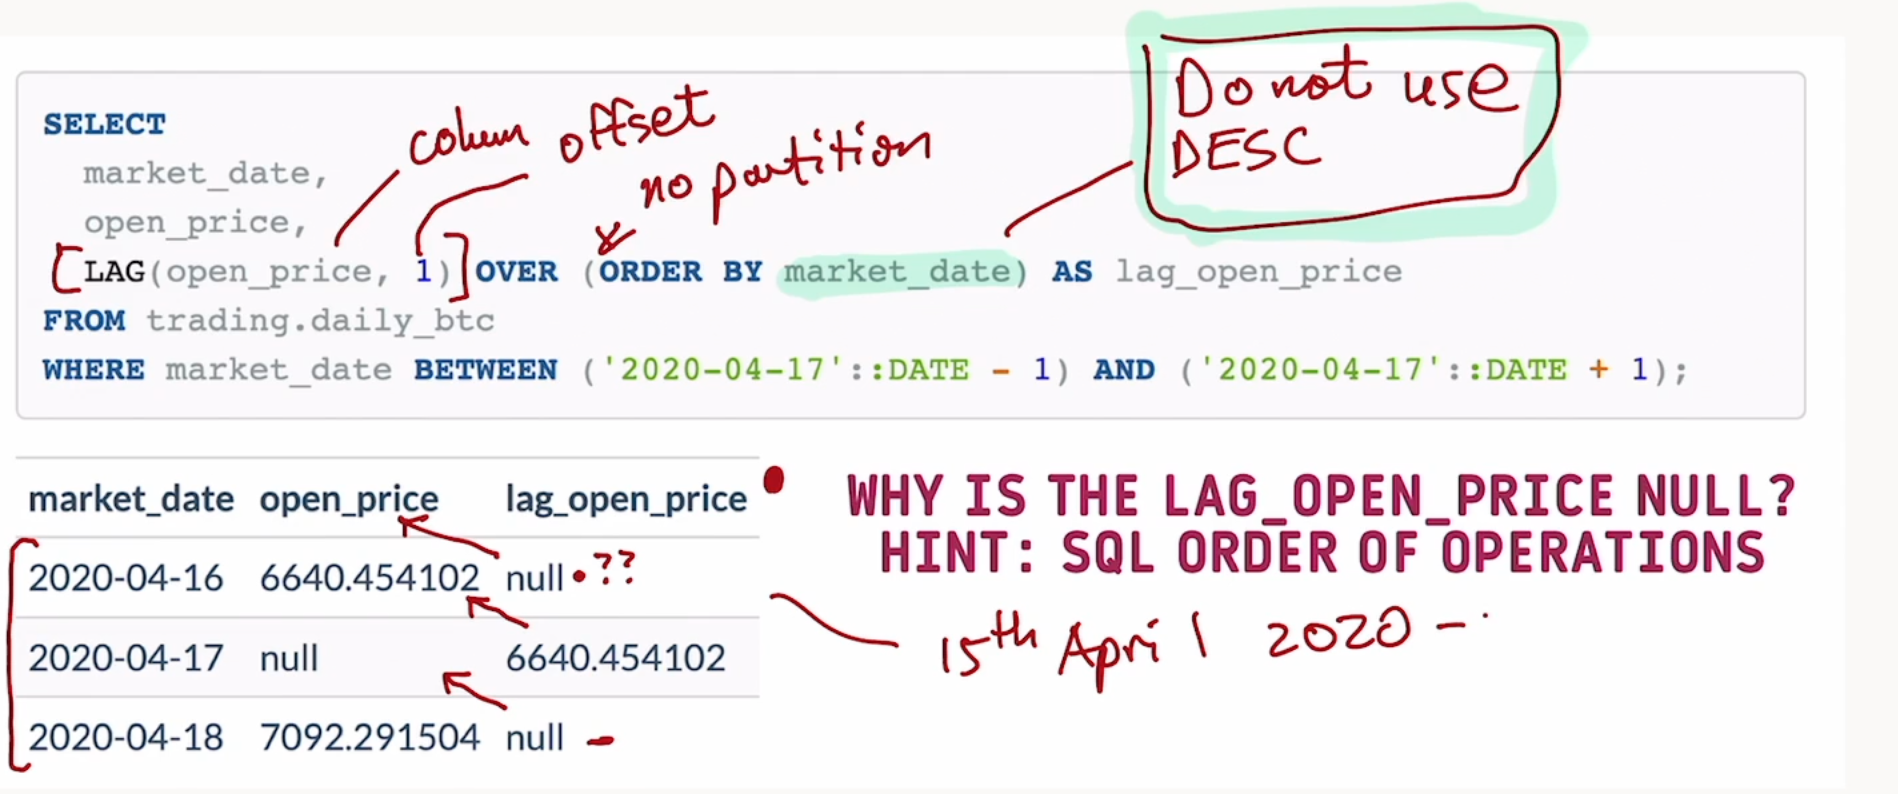 Do not use
DESC
colum offset
no partition
SELECT
market_date,
open_price,
LAG(open_price, 1) OVER (ORDER BY market_date) AS lag_open_price
FROM trading.daily_btc
WHERE market_date BETWEEN ('2020-04-17'::DATE - 1) AND ('2020-04-17'::DATE + 1);
market_date open_price lag_open_price
2020-04-16 6640.454102 null ??
2020-04-17 null 6640.454102
2020-04-18 7092.291504 null
WHY IS THE LAG_OPEN_PRICE NULL?
HINT: SQL ORDER OF OPERATIONS
15th April 2020 -